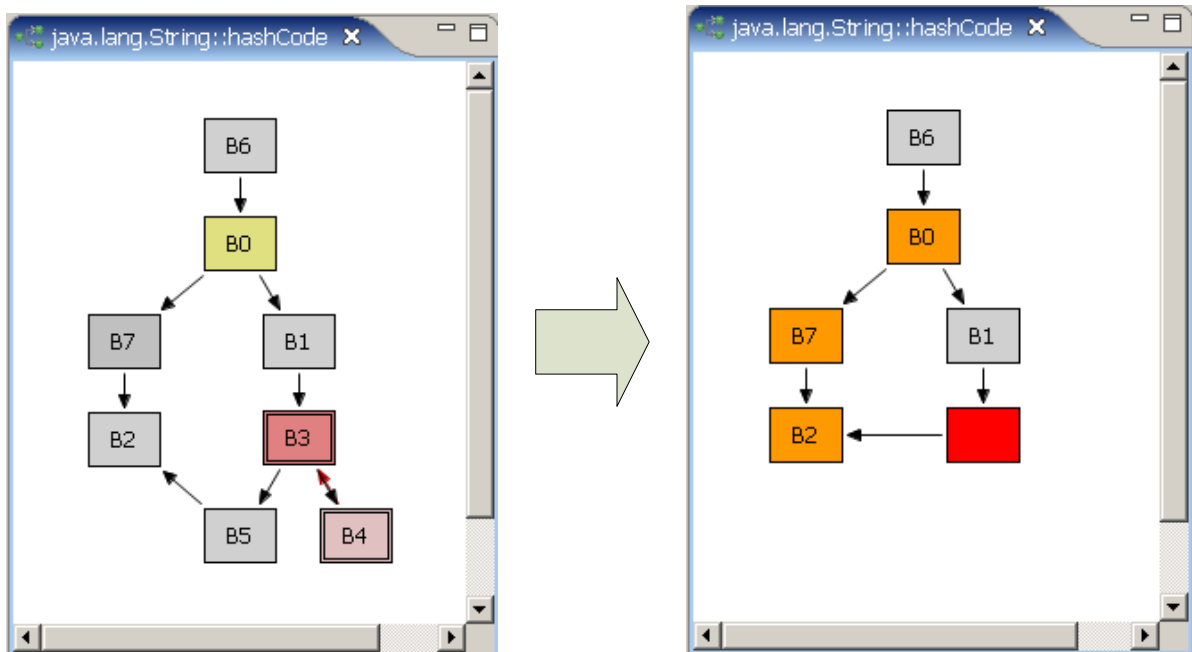 java.lang.String::hashCode
B6
B0
B7 B1
B2 B3
B5 B4
java.lang.String::hashCode
B6
B0
B7 B1
B2